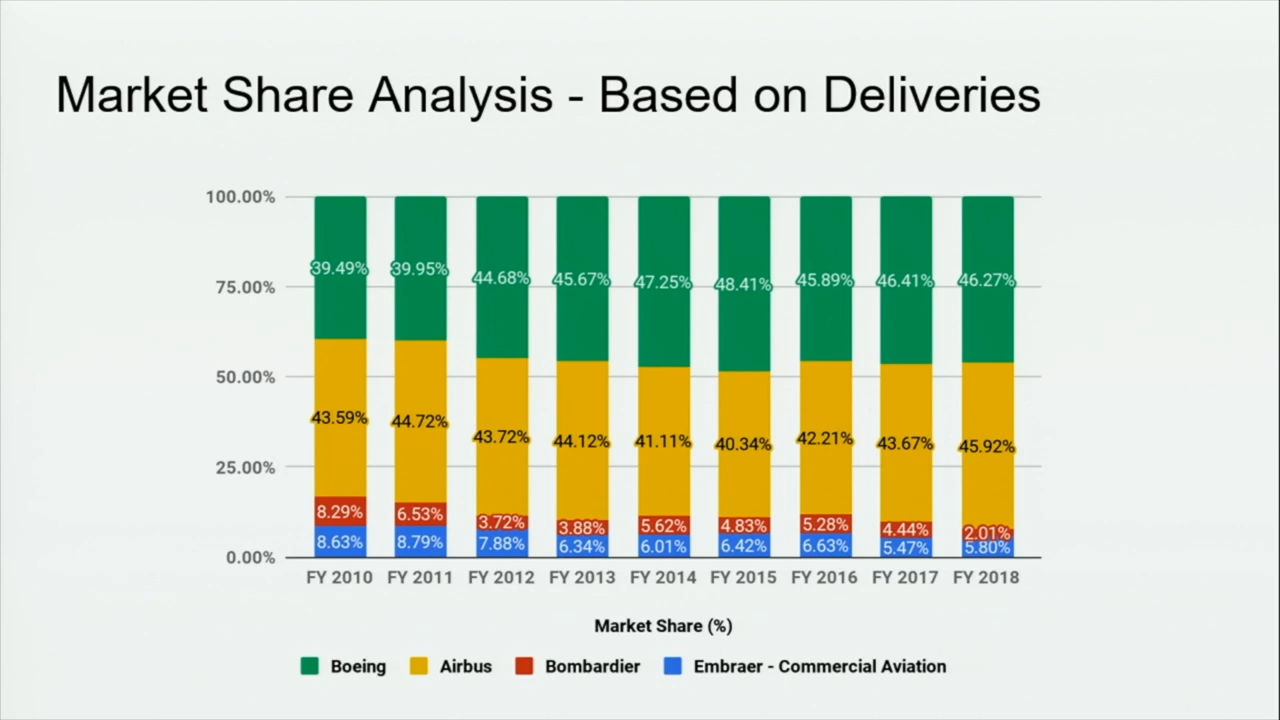 Market Share Analysis - Based on Deliveries
100.00%
75.00%
50.00%
25.00%
0.00%
39.49% 39.95% 44.68% 45.67% 47.25% 48.41% 45.89% 46.41% 46.27%
43.59% 44.72% 43.72% 44.12% 41.11% 40.34% 42.21% 43.67% 45.92%
8.29% 6.53% 3.72% 3.88% 5.62% 4.83% 5.28% 4.44% 2.01%
8.63% 8.79% 7.88% 6.34% 6.01% 6.42% 6.63% 5.47% 5.80%
FY 2010 FY 2011 FY 2012 FY 2013 FY 2014 FY 2015 FY 2016 FY 2017 FY 2018
Market Share (%)
Boeing Airbus Bombardier Embraer - Commercial Aviation